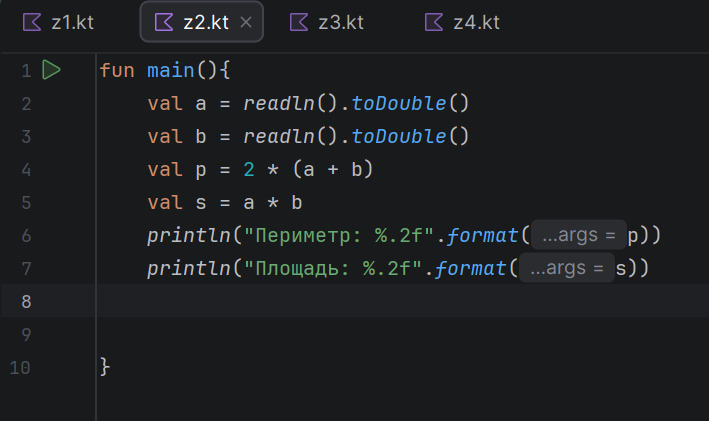 z1.kt z2.kt × z3.kt z4.kt
1 fun main(){
2 val a = readln().toDouble()
3 val b = readln().toDouble()
4 val p = 2 * (a + b)
5 val s = a * b
6 println("Периметр: %.2f".format( ...args = p))
7 println("Площадь: %.2f".format( ...args = s))
8
9
10 }